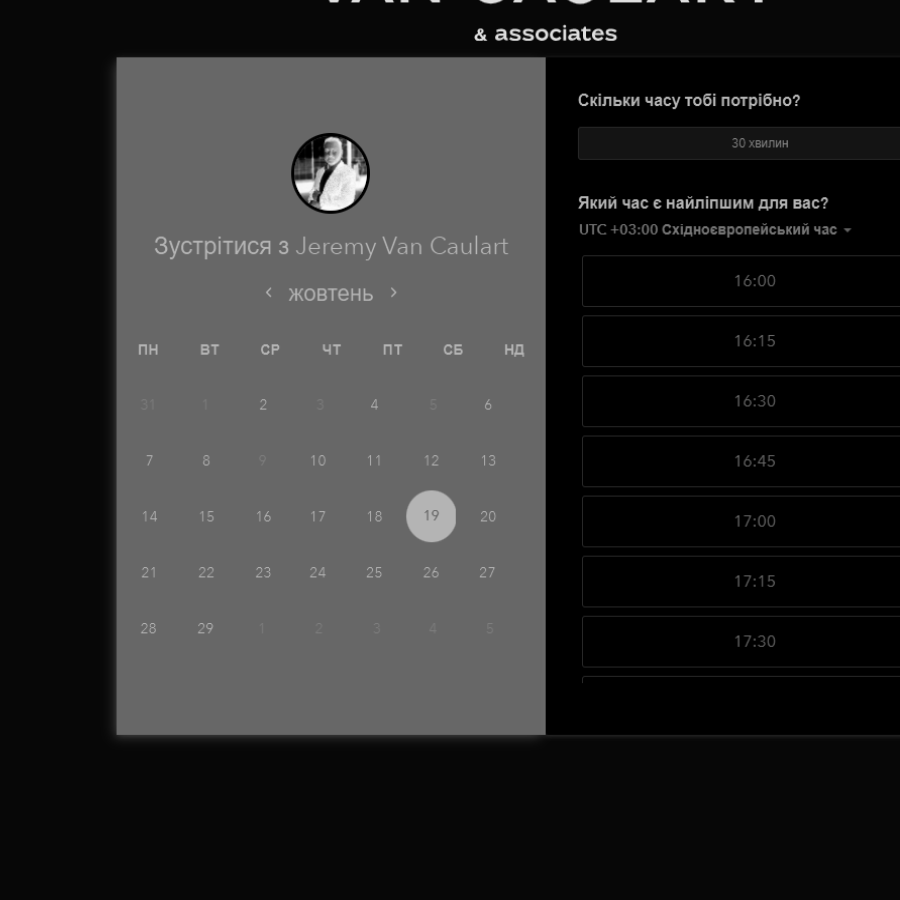 VAN CAULART
& associates
Зустрітися з Jeremy Van Caulart
жовтень
ПН ВТ СР ЧТ ПТ СБ НД
31 1 2 3 4 5 6
7 8 9 10 11 12 13
14 15 16 17 18 19 20
21 22 23 24 25 26 27
28 29 1 2 3 4 5
Скільки часу тобі потрібно?
30 хвилин
Який час є найліпшим для вас?
UTC +03:00 Східноєвропейський час
16:00
16:15
16:30
16:45
17:00
17:15
17:30